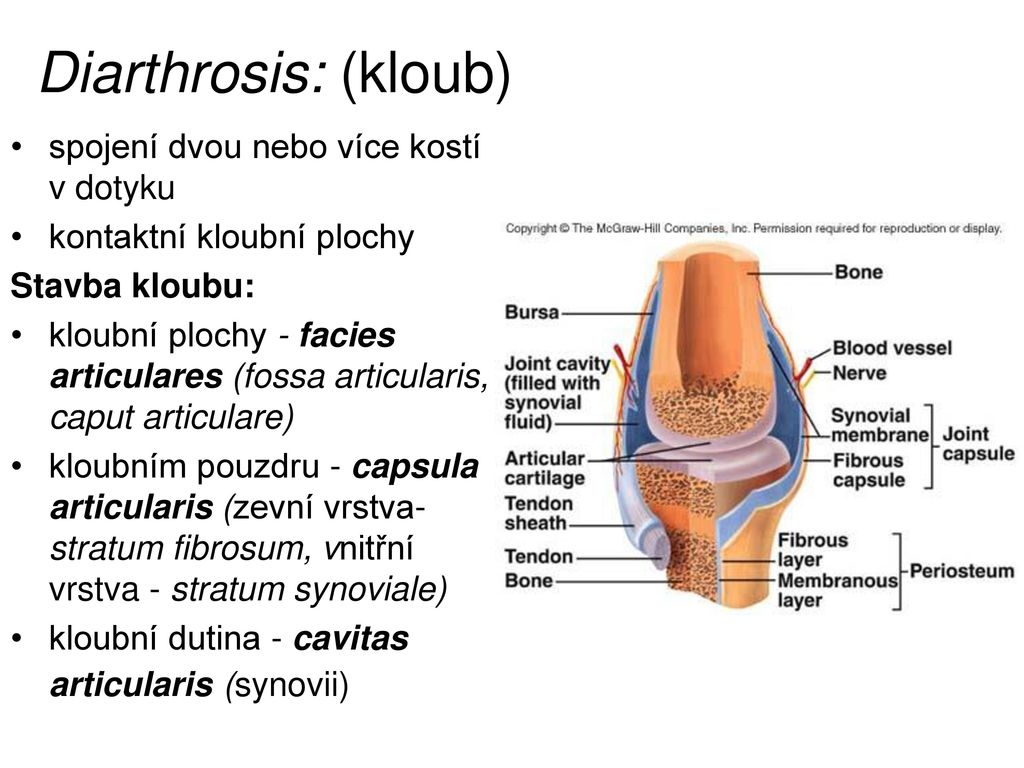 Diarthrosis: (kloub)
• spojení dvou nebo více kostí
v dotyku
• kontaktní kloubní plochy
Stavba kloubu:
• kloubní plochy - facies
articulares (fossa articularis,
caput articulare)
• kloubním pouzdru - capsula
articularis (zevní vrstva-
stratum fibrosum, vnitřní
vrstva - stratum synoviale)
• kloubní dutina - cavitas
articularis (synovii)
Copyright © The McGraw-Hill Companies, Inc. Permission required for reproduction or display.
Bursa
Joint cavity
(filled with
synovial
fluid)
Articular
cartilage
Tendon
sheath
Tendon
Bone
Bone
Blood vessel
Nerve
Synovial
membrane
Fibrous
capsule
Joint
capsule
Fibrous
layer
Membranous
layer
Periosteum